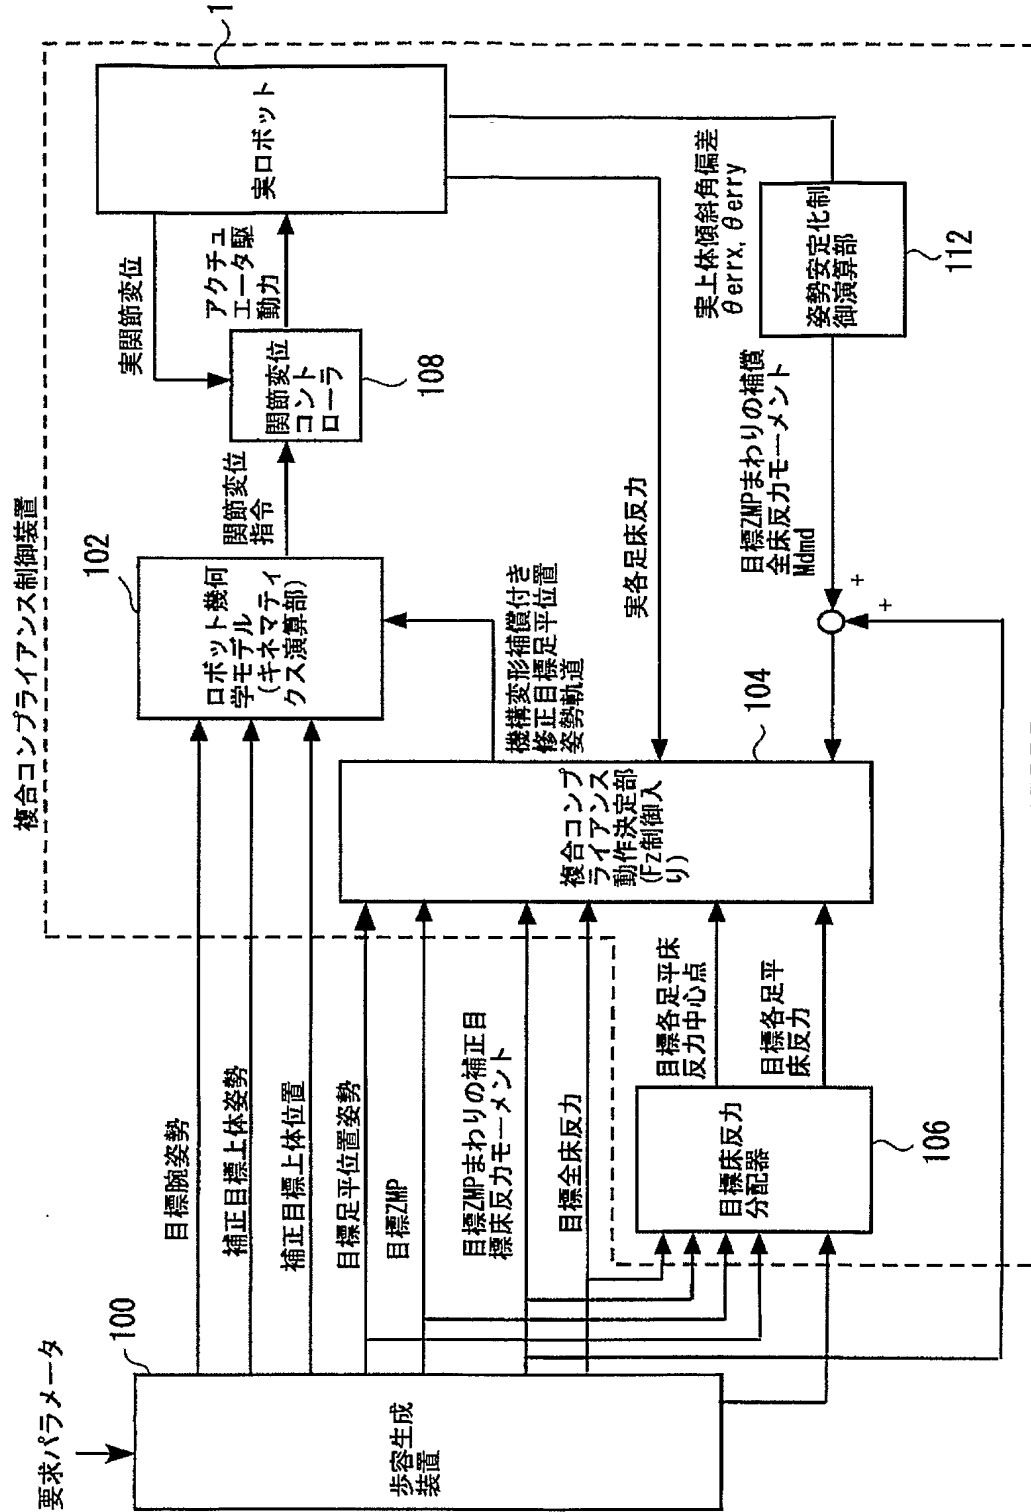 複合コンプライアンス制御装置
要求パラメータ
100
歩容生成
装置
目標腕姿勢
補正目標上体姿勢
補正目標上体位置
目標足平位置姿勢
目標ZMP
目標ZMPまわりの補正目
標床反力モーメント
目標全床反力
106
目標床反力
分配器
目標各足平床
反力中心点
目標各足平
床反力
102
ロボット幾何
学モデル
(キネマティ
クス演算部)
機構変形補償付き
修正目標足平位置
姿勢軌道
104
複合コンプ
ライアンス
動作決定部
(Fz制御入
り)
関節変位
指令
108
関節変位
コント
ローラ
実関節変位
アクチュ
エータ駆
動力
1
実ロボット
実各足床反力
実上体傾斜角偏差
θerrx, θerry
112
姿勢安定化制
御演算部
目標ZMPまわりの補償
全床反力モーメント
Mdmd
+
+